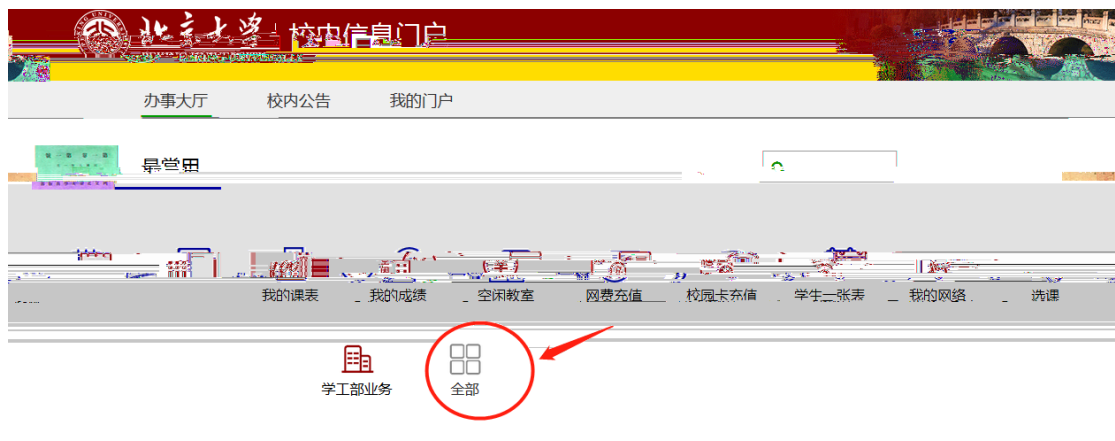 北京大学 校内信息门户
办事大厅 校内公告 我的门户
最常用
我的课表 我的成绩 空闲教室 网费充值 校园卡充值 学生一张表 我的网络 选课
学工部业务 全部